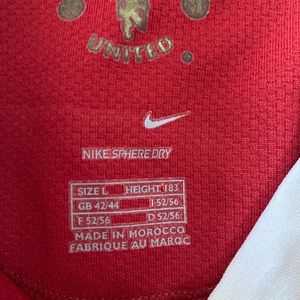 UNITED
NIKE SPHERE DRY
SIZE L HEIGHT 183
GB 42/44 I 52/56
F 52/56 D 52/56
MADE IN MOROCCO
FABRIQUE AU MAROC